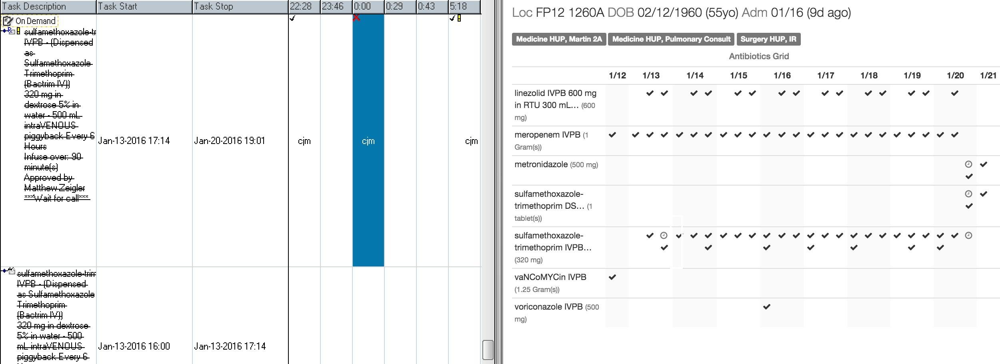 Task Description Task Start Task Stop 22:28 23:46 0:00 0:29 0:43 5:18
On Demand
sulfamethoxazole-tr
IVPB - (Dispensed
as
Sulfamethoxazole-
Trimethoprim
(Bactrim IV))
320 mg in
dextrose 5% in
water - 500 mL
intraVENOUS
piggyback Every 6
Jan-13-2016 17:14 Jan-20-2016 19:01 cjm cjm cjm
Hours
Infuse over: 90
minute(s)
Approved by
Matthew Zeigler
***Wait for call***
sulfamethoxazole-trim
IVPB - (Dispensed
as Sulfamethoxazole
Trimethoprim
(Bactrim IV))
320 mg in dextrose
5% in water - 500
mL intraVENOUS
Jan-13-2016 16:00 Jan-13-2016 17:14
piggyback Every 6
Loc FP12 1260A DOB 02/12/1960 (55yo) Adm 01/16 (9d ago)
Medicine HUP, Martin 2A Medicine HUP, Pulmonary Consult Surgery HUP, IR
Antibiotics Grid
1/12 1/13 1/14 1/15 1/16 1/17 1/18 1/19 1/20 1/21
linezolid IVPB 600 mg
in RTU 300 mL... (600
mg)
meropenem IVPB (1
Gram(s))
metronidazole (500 mg)
sulfamethoxazole-
trimethoprim DS... (1
tablet(s))
sulfamethoxazole-
trimethoprim IVPB...
(320 mg)
vaNCoMYCin IVPB
(1.25 Gram(s))
voriconazole IVPB (500
mg)